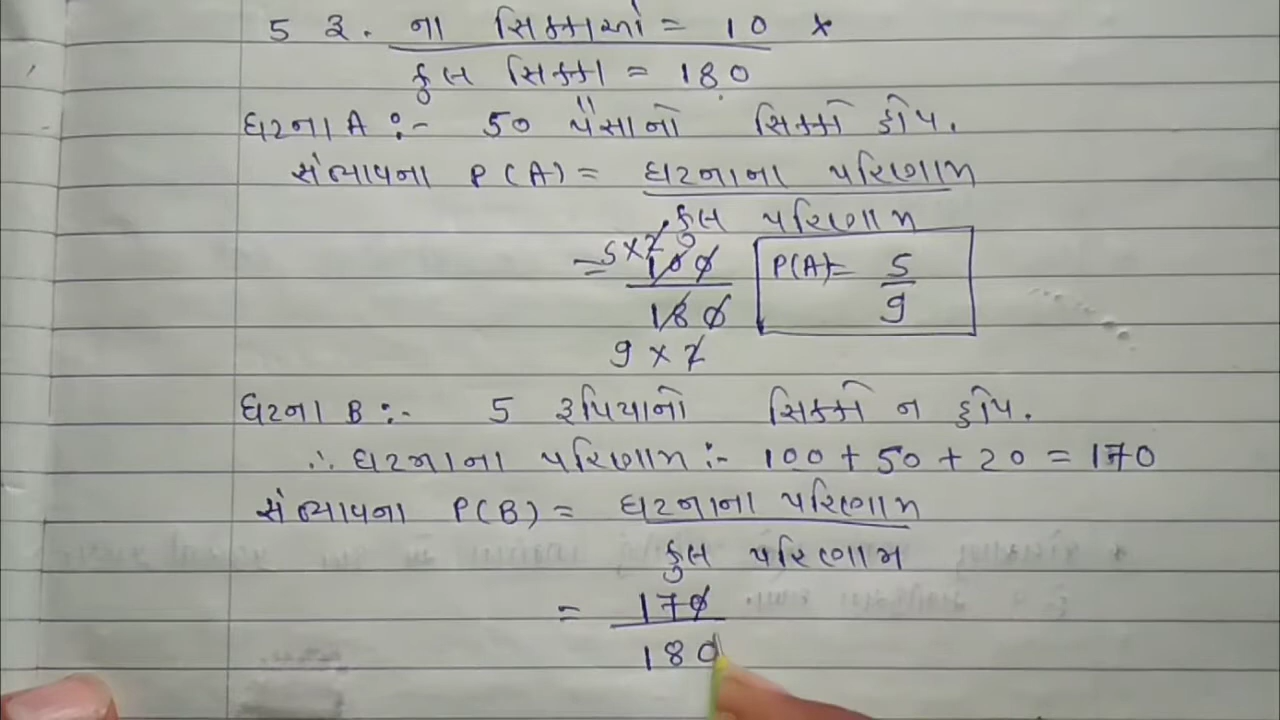 5 રૂ. ના સિક્કાઓ = 10 ×
કુલ સિક્કા = 180
ઘટના A :- 50 પૈસાનો સિક્કો હોય.
સંભાવના P(A) = ઘટનાના પરિણામ
કુલ પરિણામ
= 5×2
100
180
9 × 2
P(A) = 5
9
ઘટના B :- 5 રૂપિયાનો સિક્કો ન હોય.
∴ ઘટનાના પરિણામ :- 100 + 50 + 20 = 170
સંભાવના P(B) = ઘટનાના પરિણામ
કુલ પરિણામ
= 170
180